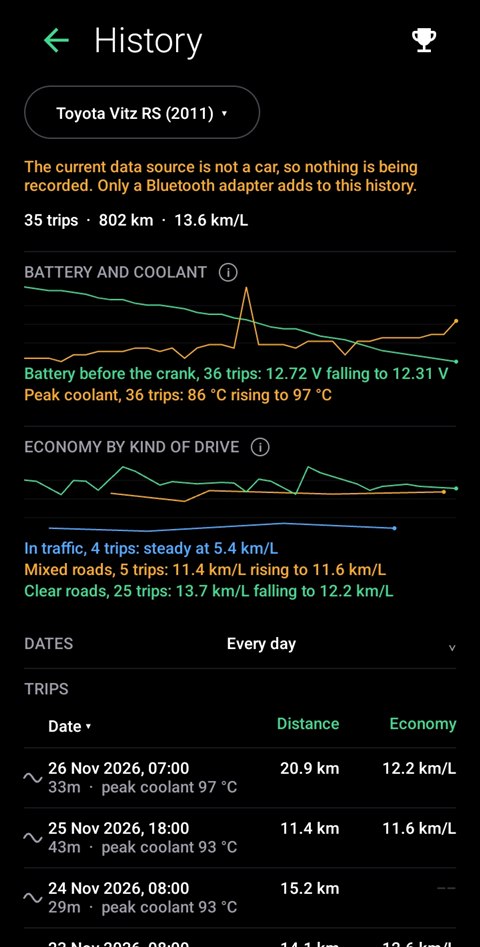 History
Toyota Vitz RS (2011) ▾
The current data source is not a car, so nothing is being
recorded. Only a Bluetooth adapter adds to this history.
35 trips · 802 km · 13.6 km/L
BATTERY AND COOLANT i
Battery before the crank, 36 trips: 12.72 V falling to 12.31 V
Peak coolant, 36 trips: 86 °C rising to 97 °C
ECONOMY BY KIND OF DRIVE i
In traffic, 4 trips: steady at 5.4 km/L
Mixed roads, 5 trips: 11.4 km/L rising to 11.6 km/L
Clear roads, 25 trips: 13.7 km/L falling to 12.2 km/L
DATES Every day v
TRIPS
Date ▾ Distance Economy
26 Nov 2026, 07:00 20.9 km 12.2 km/L
33m · peak coolant 97 °C
25 Nov 2026, 18:00 11.4 km 11.6 km/L
43m · peak coolant 93 °C
24 Nov 2026, 08:00 15.2 km --
29m · peak coolant 93 °C